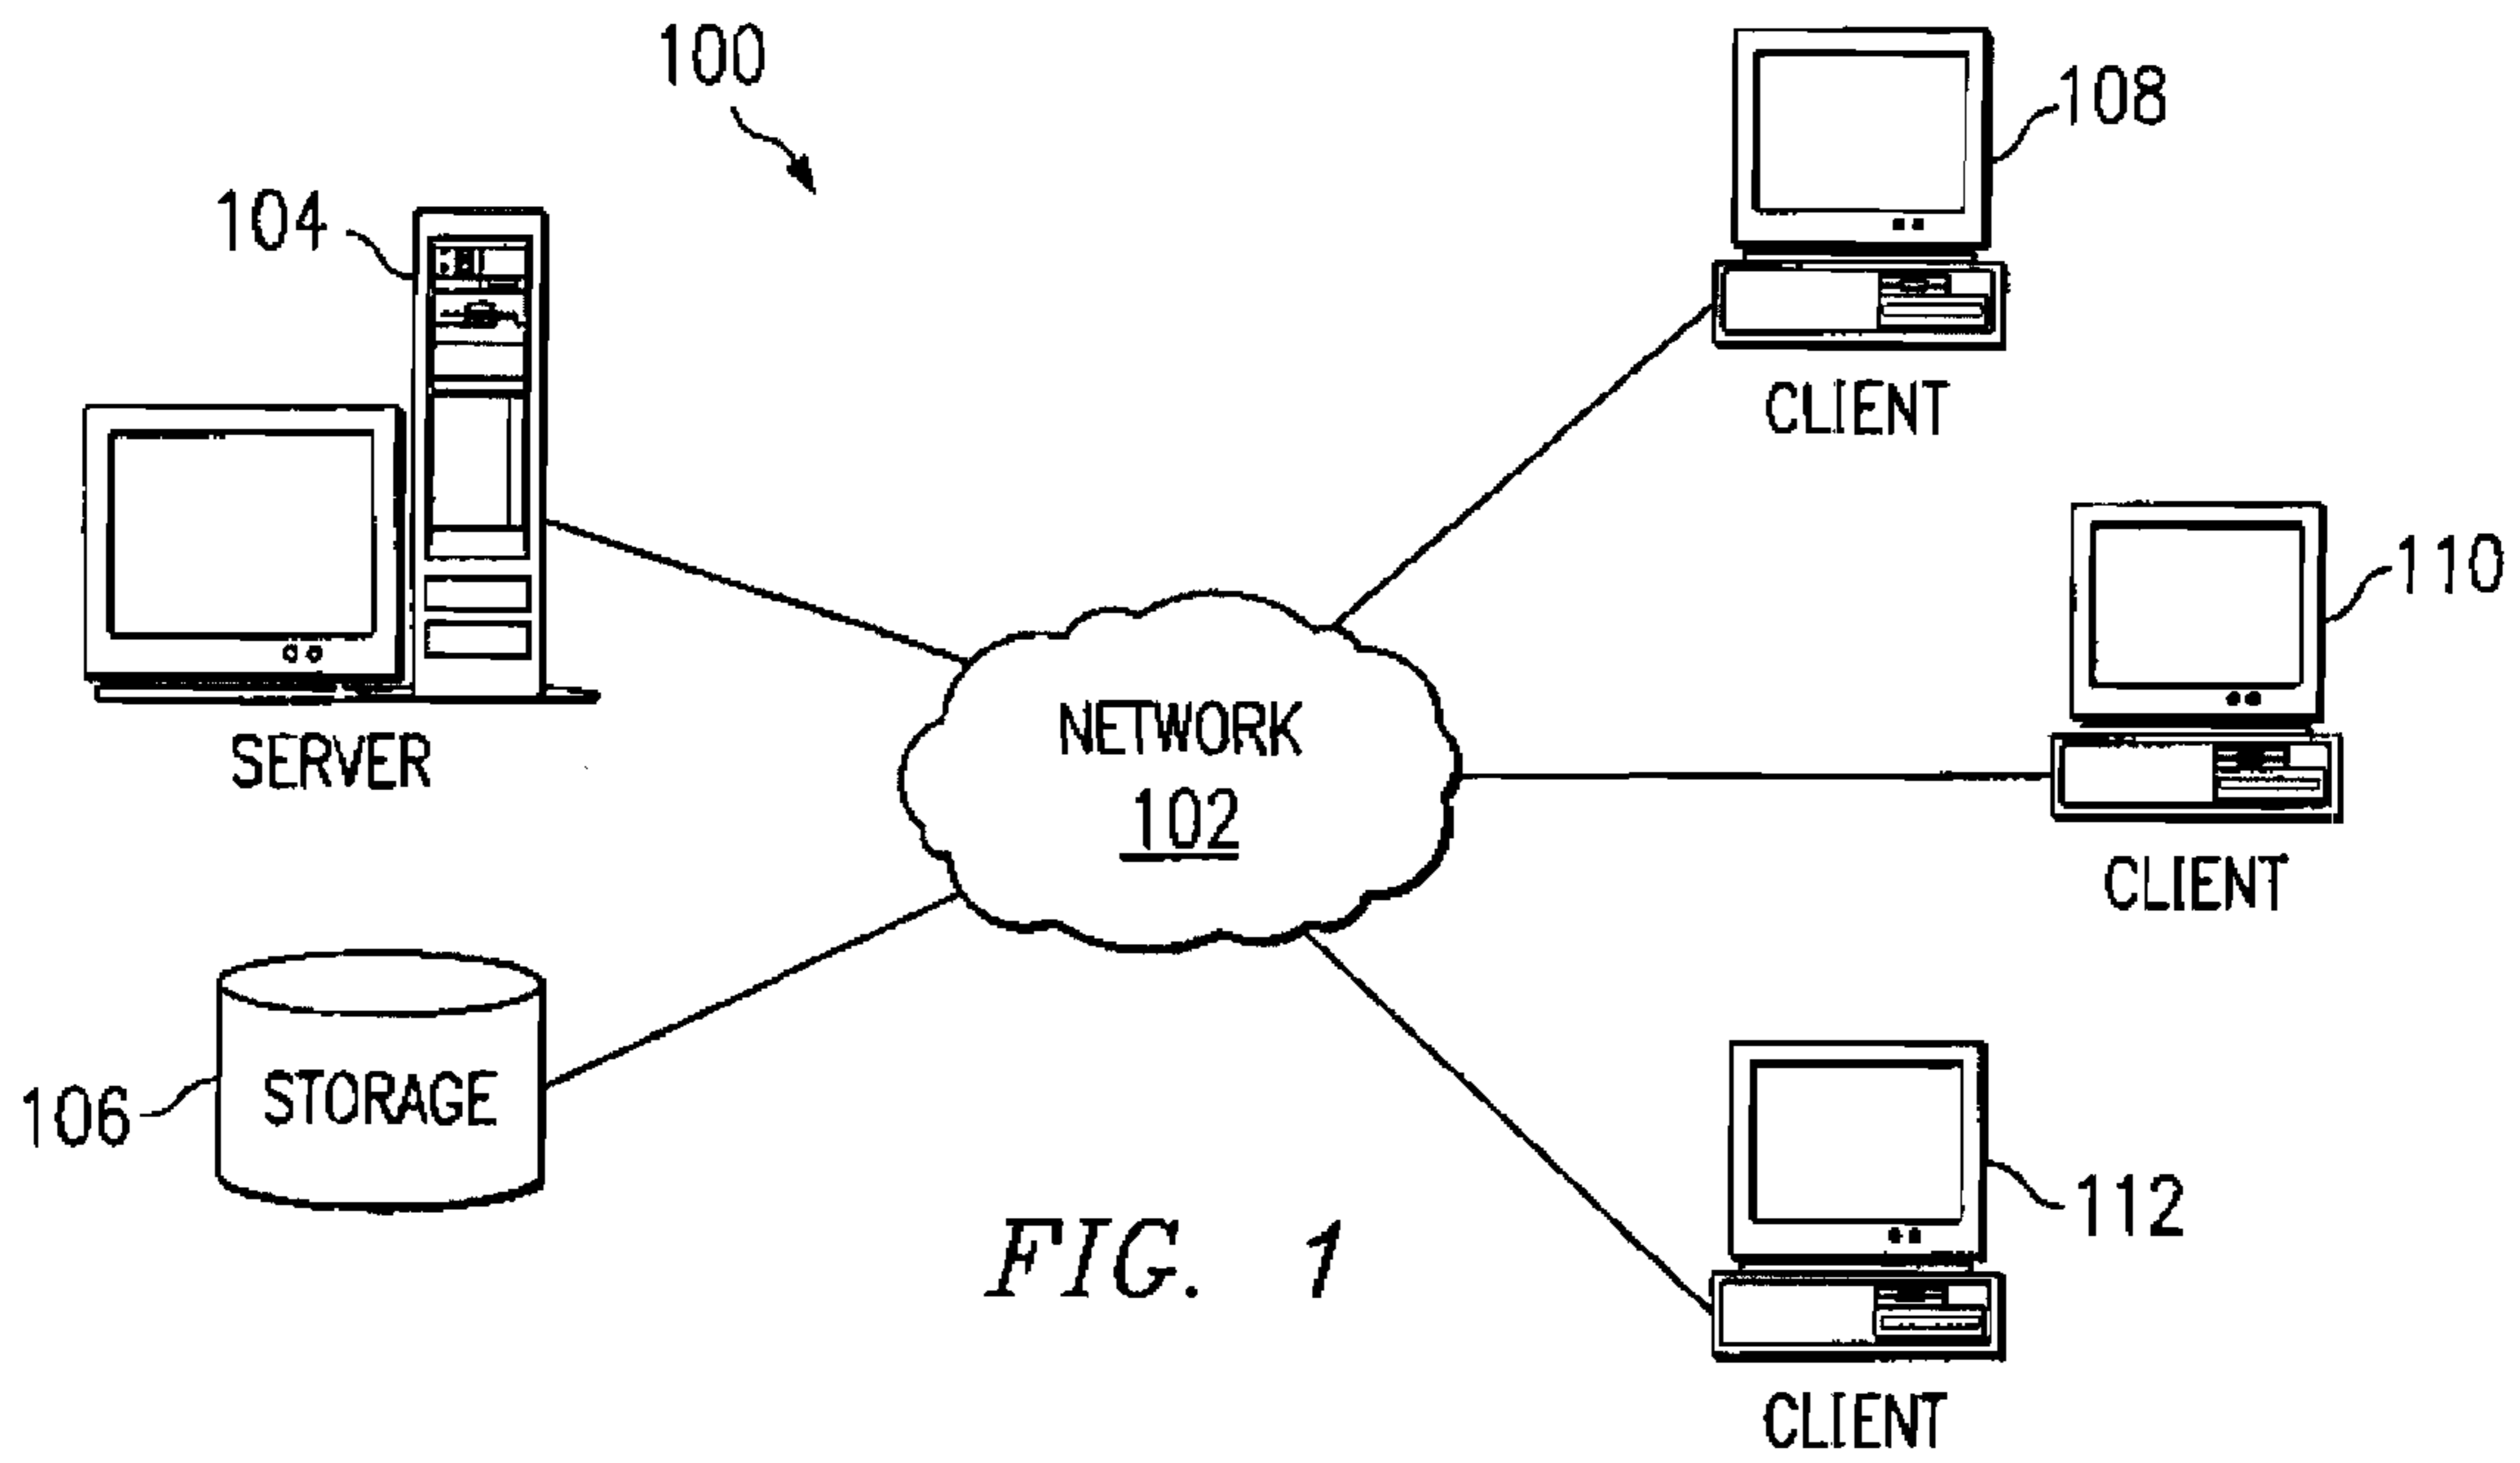 100
108
104
CLIENT
110
SERVER
NETWORK
102
CLIENT
106
STORAGE
112
FIG. 1
CLIENT